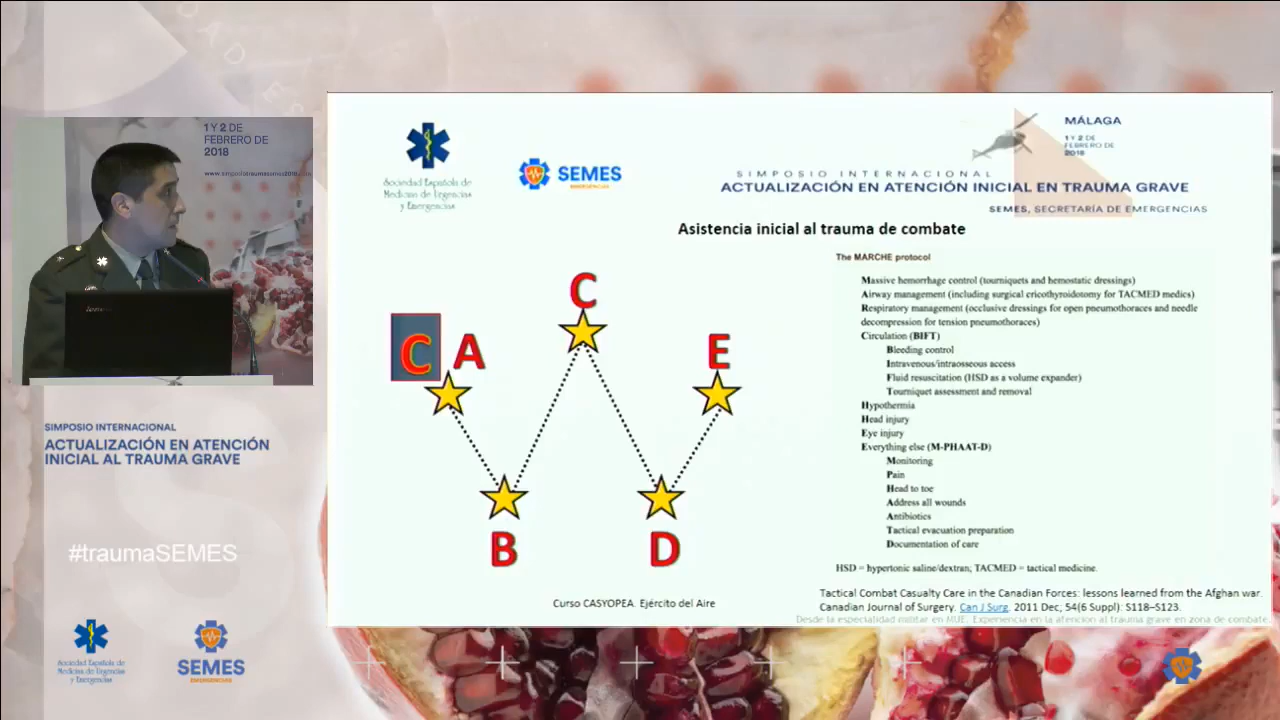 1 Y 2 DE
FEBRERO DE
2018
www.simposiotraumasemes2018.com
SIMPOSIO INTERNACIONAL
ACTUALIZACIÓN EN ATENCIÓN
INICIAL AL TRAUMA GRAVE
#traumaSEMES
Sociedad Española de
Medicina de Urgencias
y Emergencias
SEMES
EMERGENCIAS
Sociedad Española de
Medicina de Urgencias
y Emergencias
SEMES
EMERGENCIAS
MÁLAGA
1 Y 2 DE
FEBRERO DE
2018
SIMPOSIO INTERNACIONAL
ACTUALIZACIÓN EN ATENCIÓN INICIAL EN TRAUMA GRAVE
SEMES, SECRETARÍA DE EMERGENCIAS
Asistencia inicial al trauma de combate
C
C A
E
B
D
Curso CASYOPEA. Ejército del Aire
The MARCHE protocol
Massive hemorrhage control (tourniquets and hemostatic dressings)
Airway management (including surgical cricothyroidotomy for TACMED medics)
Respiratory management (occlusive dressings for open pneumothoraces and needle
decompression for tension pneumothoraces)
Circulation (BIFT)
Bleeding control
Intravenous/intraosseous access
Fluid resuscitation (HSD as a volume expander)
Tourniquet assessment and removal
Hypothermia
Head injury
Eye injury
Everything else (M-PHAAT-D)
Monitoring
Pain
Head to toe
Address all wounds
Antibiotics
Tactical evacuation preparation
Documentation of care
HSD = hypertonic saline/dextran; TACMED = tactical medicine.
Tactical Combat Casualty Care in the Canadian Forces: lessons learned from the Afghan war.
Canadian Journal of Surgery. Can J Surg. 2011 Dec; 54(6 Suppl): S118–S123.
Desde la especialidad militar en MUE. Experiencia en la atencion al trauma grave en zona de combate.